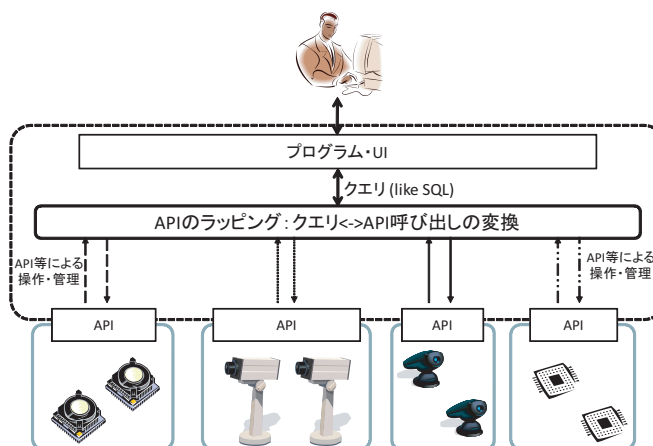 プログラム・UI
クエリ (like SQL)
APIのラッピング：クエリ<->API呼び出しの変換
API等による
操作・管理
API等による
操作・管理
API
API
API
API